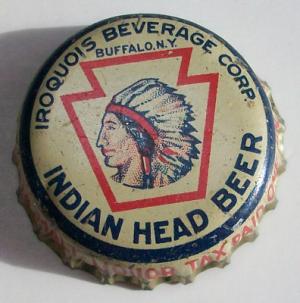 IROQUOIS BEVERAGE CORP.
BUFFALO, N.Y.
INDIAN HEAD BEER
TAX PAID